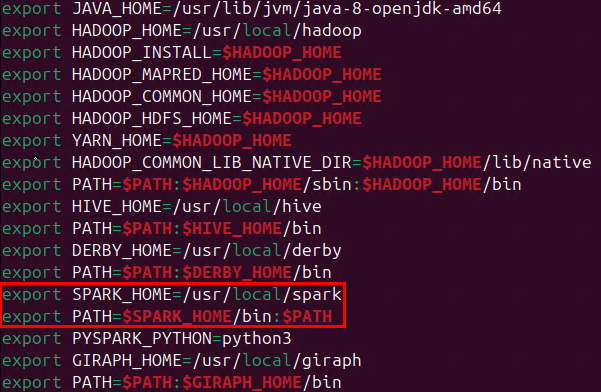 export JAVA_HOME=/usr/lib/jvm/java-8-openjdk-amd64
export HADOOP_HOME=/usr/local/hadoop
export HADOOP_INSTALL=$HADOOP_HOME
export HADOOP_MAPRED_HOME=$HADOOP_HOME
export HADOOP_COMMON_HOME=$HADOOP_HOME
export HADOOP_HDFS_HOME=$HADOOP_HOME
export YARN_HOME=$HADOOP_HOME
export HADOOP_COMMON_LIB_NATIVE_DIR=$HADOOP_HOME/lib/native
export PATH=$PATH:$HADOOP_HOME/sbin:$HADOOP_HOME/bin
export HIVE_HOME=/usr/local/hive
export PATH=$PATH:$HIVE_HOME/bin
export DERBY_HOME=/usr/local/derby
export PATH=$PATH:$DERBY_HOME/bin
export SPARK_HOME=/usr/local/spark
export PATH=$SPARK_HOME/bin:$PATH
export PYSPARK_PYTHON=python3
export GIRAPH_HOME=/usr/local/giraph
export PATH=$PATH:$GIRAPH_HOME/bin